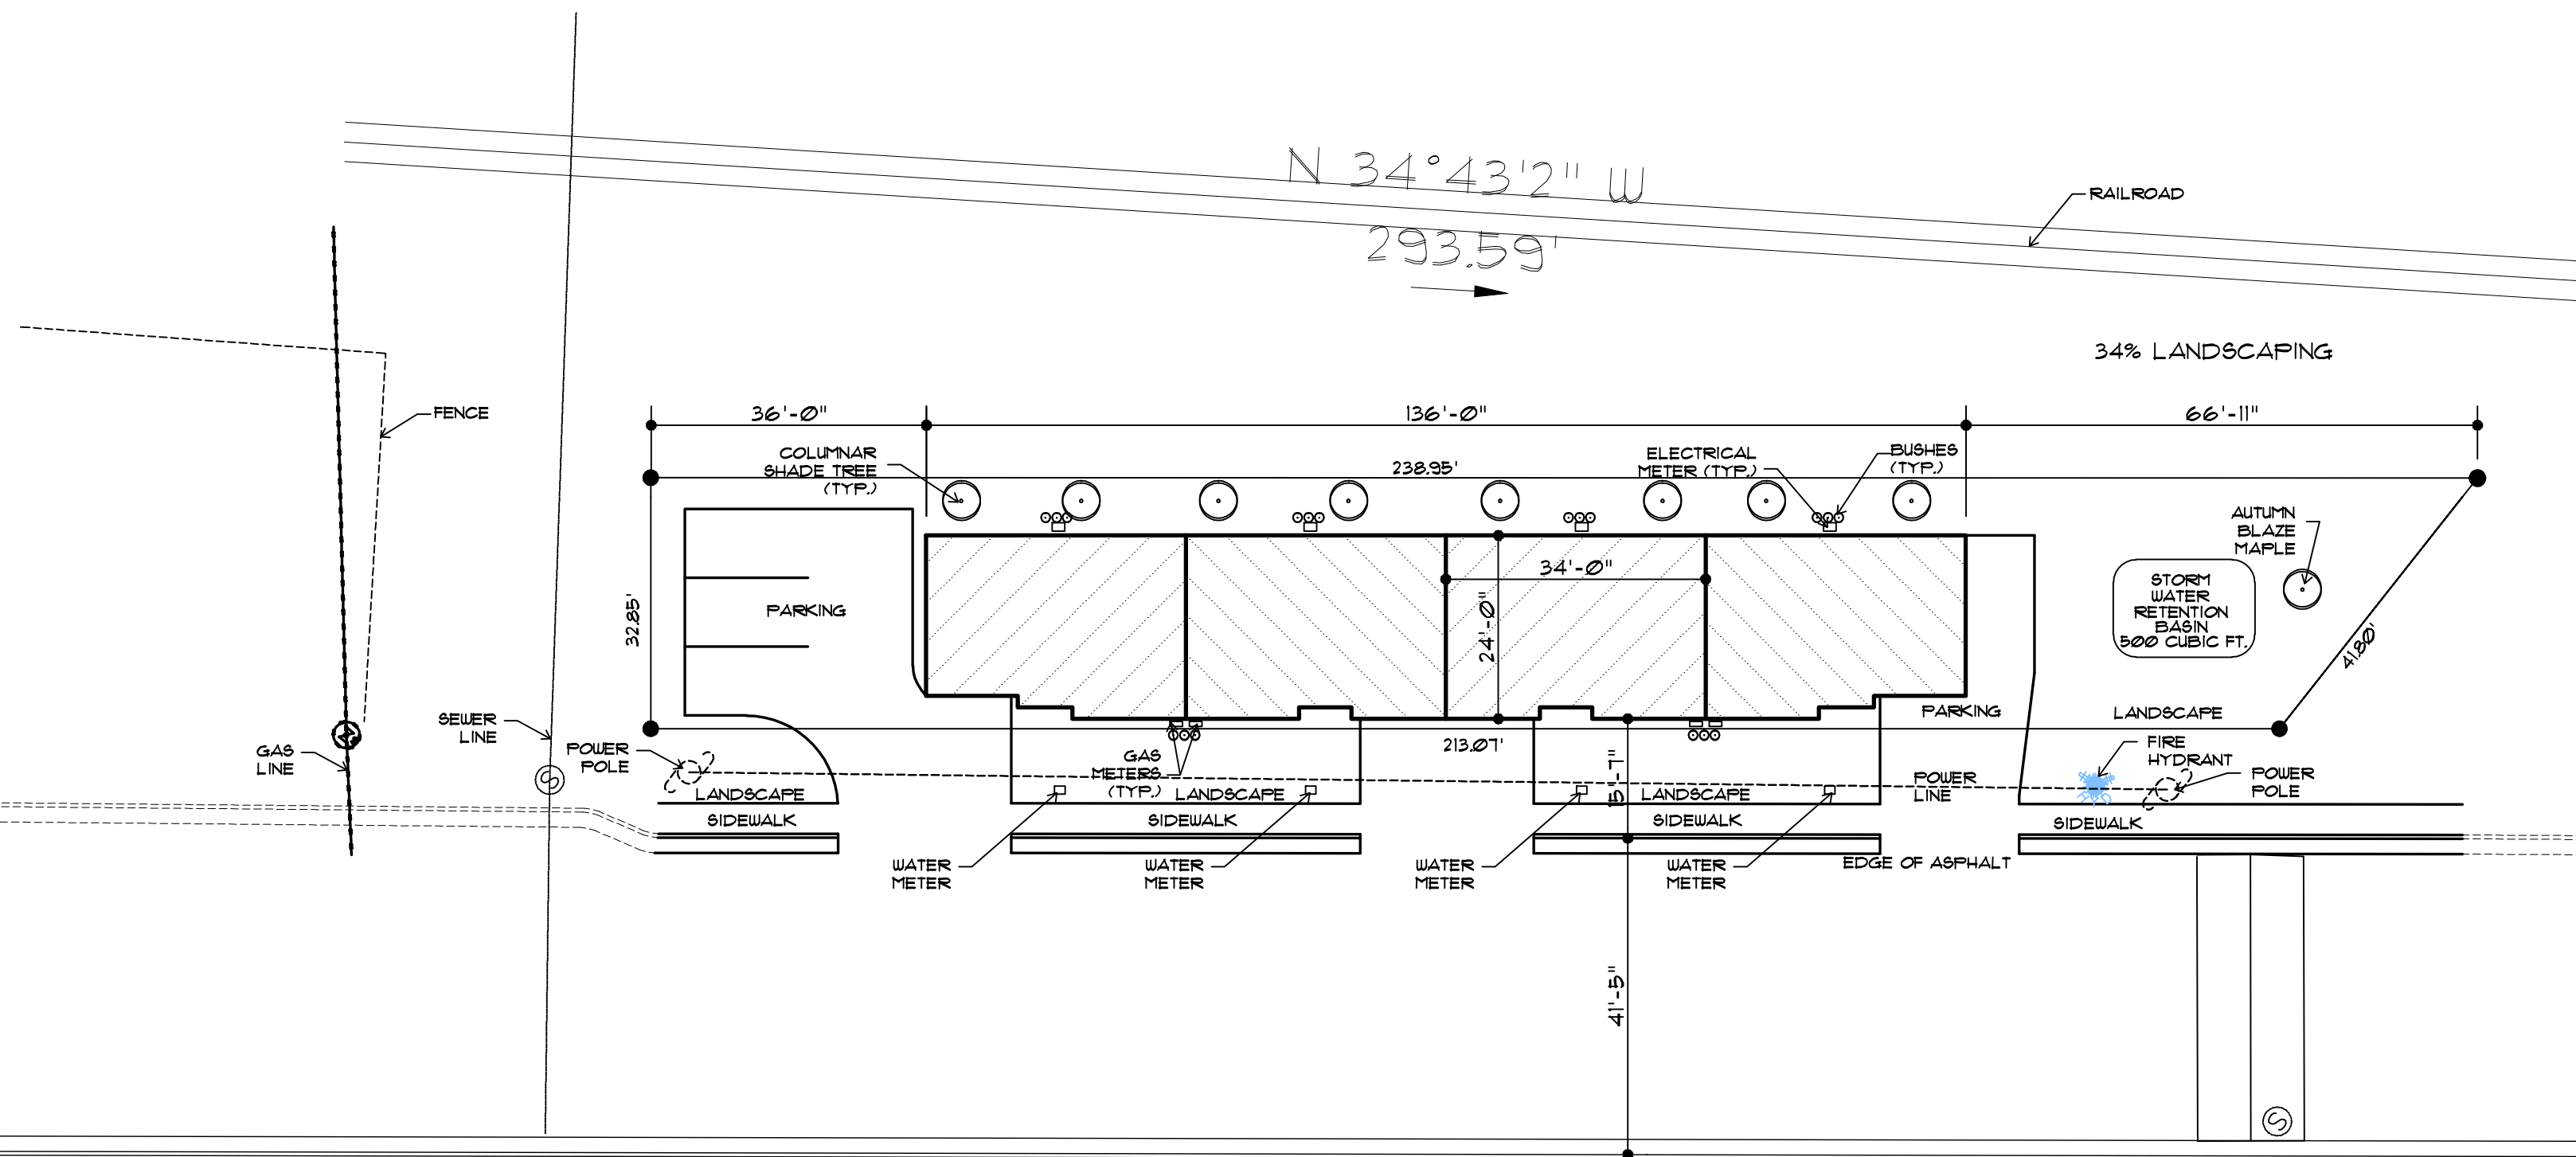 N 34°43'2" W
RAILROAD
293.59'
34% LANDSCAPING
FENCE
36'-0"
136'-0"
66'-11"
COLUMNAR
SHADE TREE
(TYP.)
238.95'
ELECTRICAL
METER (TYP.)
BUSHES
(TYP.)
AUTUMN
BLAZE
MAPLE
34'-0"
24'-0"
32.85'
PARKING
STORM
WATER
RETENTION
BASIN
500 CUBIC FT.
41.80'
SEWER
LINE
GAS
LINE
POWER
POLE
PARKING
LANDSCAPE
213.07'
GAS
METERS
(TYP.)
15'-7"
FIRE
HYDRANT
POWER
POLE
POWER
LINE
S
LANDSCAPE
LANDSCAPE
LANDSCAPE
SIDEWALK
SIDEWALK
SIDEWALK
SIDEWALK
WATER
METER
WATER
METER
WATER
METER
WATER
METER
EDGE OF ASPHALT
41'-5"
S